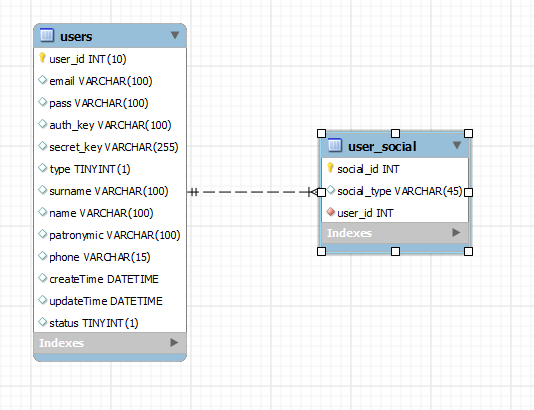 users
user_id INT(10)
email VARCHAR(100)
pass VARCHAR(100)
auth_key VARCHAR(100)
secret_key VARCHAR(255)
type TINYINT(1)
surname VARCHAR(100)
name VARCHAR(100)
patronymic VARCHAR(100)
phone VARCHAR(15)
createTime DATETIME
updateTime DATETIME
status TINYINT(1)
Indexes
user_social
social_id INT
social_type VARCHAR(45)
user_id INT
Indexes